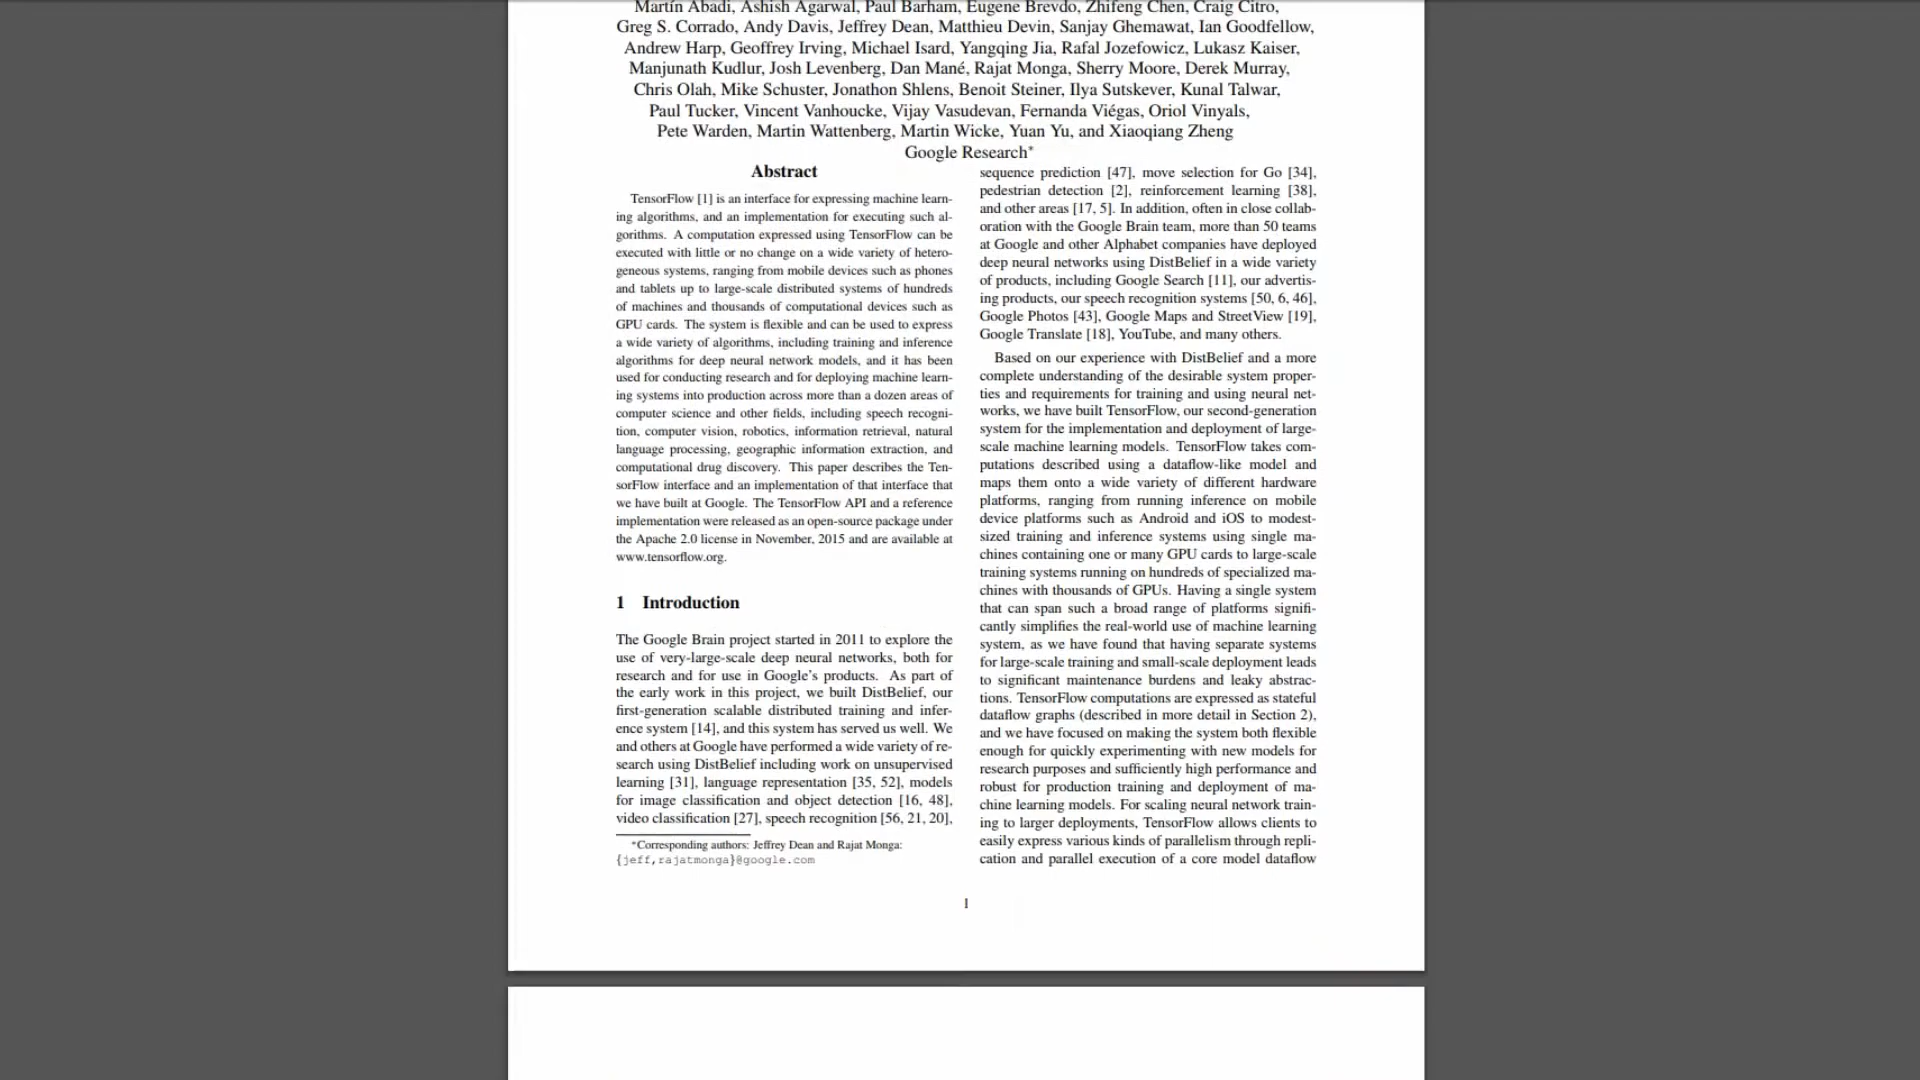 Martín Abadi, Ashish Agarwal, Paul Barham, Eugene Brevdo, Zhifeng Chen, Craig Citro,
Greg S. Corrado, Andy Davis, Jeffrey Dean, Matthieu Devin, Sanjay Ghemawat, Ian Goodfellow,
Andrew Harp, Geoffrey Irving, Michael Isard, Yangqing Jia, Rafal Jozefowicz, Lukasz Kaiser,
Manjunath Kudlur, Josh Levenberg, Dan Mané, Rajat Monga, Sherry Moore, Derek Murray,
Chris Olah, Mike Schuster, Jonathon Shlens, Benoit Steiner, Ilya Sutskever, Kunal Talwar,
Paul Tucker, Vincent Vanhoucke, Vijay Vasudevan, Fernanda Viégas, Oriol Vinyals,
Pete Warden, Martin Wattenberg, Martin Wicke, Yuan Yu, and Xiaoqiang Zheng
Google Research*
Abstract
TensorFlow [1] is an interface for expressing machine learn-
ing algorithms, and an implementation for executing such al-
gorithms. A computation expressed using TensorFlow can be
executed with little or no change on a wide variety of hetero-
geneous systems, ranging from mobile devices such as phones
and tablets up to large-scale distributed systems of hundreds
of machines and thousands of computational devices such as
GPU cards. The system is flexible and can be used to express
a wide variety of algorithms, including training and inference
algorithms for deep neural network models, and it has been
used for conducting research and for deploying machine learn-
ing systems into production across more than a dozen areas of
computer science and other fields, including speech recogni-
tion, computer vision, robotics, information retrieval, natural
language processing, geographic information extraction, and
computational drug discovery. This paper describes the Ten-
sorFlow interface and an implementation of that interface that
we have built at Google. The TensorFlow API and a reference
implementation were released as an open-source package under
the Apache 2.0 license in November, 2015 and are available at
www.tensorflow.org.
1 Introduction
The Google Brain project started in 2011 to explore the
use of very-large-scale deep neural networks, both for
research and for use in Google's products. As part of
the early work in this project, we built DistBelief, our
first-generation scalable distributed training and infer-
ence system [14], and this system has served us well. We
and others at Google have performed a wide variety of re-
search using DistBelief including work on unsupervised
learning [31], language representation [35, 52], models
for image classification and object detection [16, 48],
video classification [27], speech recognition [56, 21, 20],
*Corresponding authors: Jeffrey Dean and Rajat Monga:
{jeff,rajatmonga}@google.com
sequence prediction [47], move selection for Go [34],
pedestrian detection [2], reinforcement learning [38],
and other areas [17, 5]. In addition, often in close collab-
oration with the Google Brain team, more than 50 teams
at Google and other Alphabet companies have deployed
deep neural networks using DistBelief in a wide variety
of products, including Google Search [11], our advertis-
ing products, our speech recognition systems [50, 6, 46],
Google Photos [43], Google Maps and StreetView [19],
Google Translate [18], YouTube, and many others.
Based on our experience with DistBelief and a more
complete understanding of the desirable system proper-
ties and requirements for training and using neural net-
works, we have built TensorFlow, our second-generation
system for the implementation and deployment of large-
scale machine learning models. TensorFlow takes com-
putations described using a dataflow-like model and
maps them onto a wide variety of different hardware
platforms, ranging from running inference on mobile
device platforms such as Android and iOS to modest-
sized training and inference systems using single ma-
chines containing one or many GPU cards to large-scale
training systems running on hundreds of specialized ma-
chines with thousands of GPUs. Having a single system
that can span such a broad range of platforms signifi-
cantly simplifies the real-world use of machine learning
system, as we have found that having separate systems
for large-scale training and small-scale deployment leads
to significant maintenance burdens and leaky abstrac-
tions. TensorFlow computations are expressed as stateful
dataflow graphs (described in more detail in Section 2),
and we have focused on making the system both flexible
enough for quickly experimenting with new models for
research purposes and sufficiently high performance and
robust for production training and deployment of ma-
chine learning models. For scaling neural network train-
ing to larger deployments, TensorFlow allows clients to
easily express various kinds of parallelism through repli-
cation and parallel execution of a core model dataflow
1